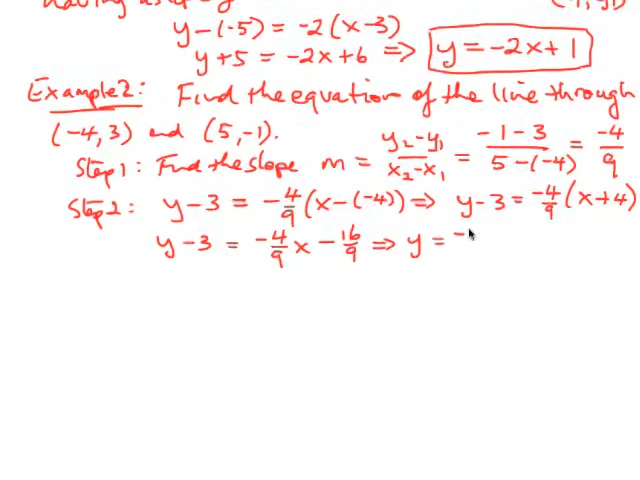 y-(-5) = -2(x-3)
y+5 = -2x+6 => y = -2x+1
Example 2: Find the equation of the line through
(-4,3) and (5,-1).
Step 1: Find the slope m = y₂-y₁/x₂-x₁ = -1-3/5-(-4) = -4/9
Step 2: y-3 = -4/9(x-(-4)) => y-3 = -4/9(x+4)
y-3 = -4/9x - 16/9 => y = -